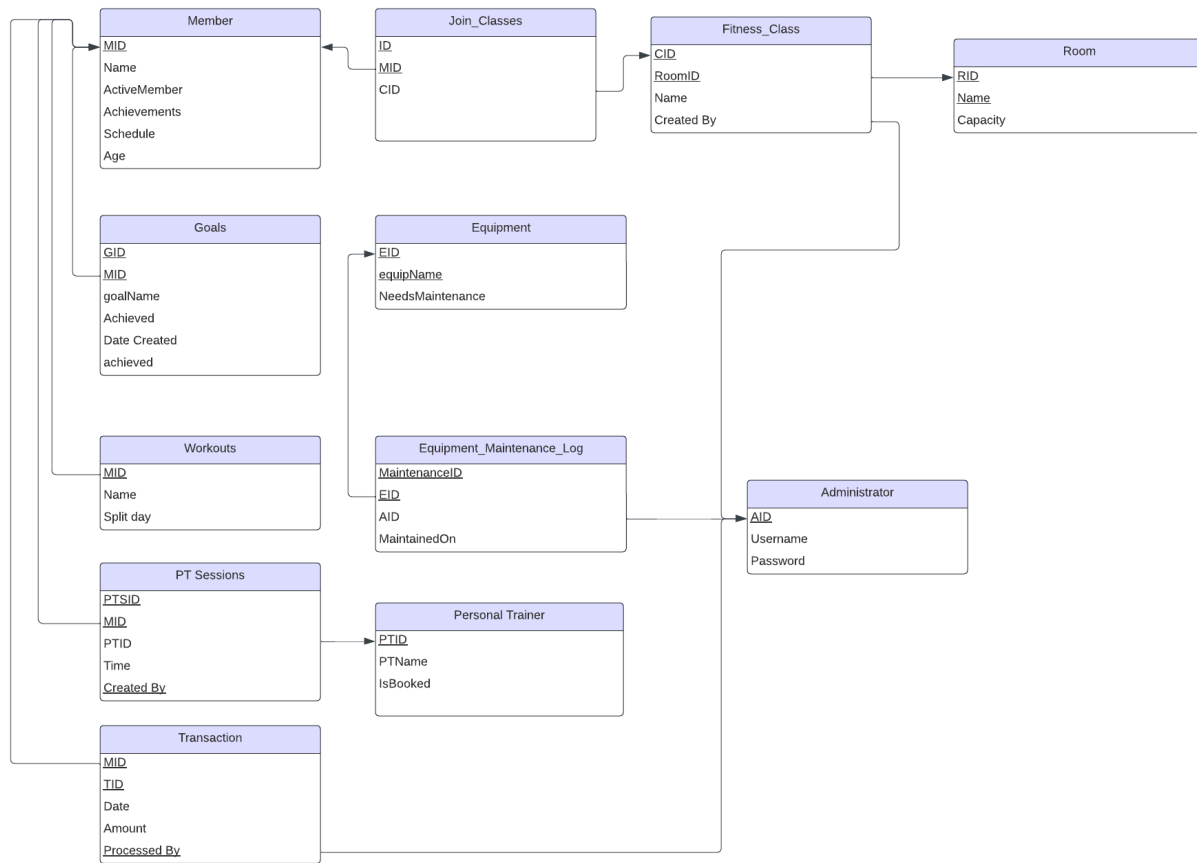 Member
MID
Name
ActiveMember
Achievements
Schedule
Age
Join_Classes
ID
MID
CID
Fitness_Class
CID
RoomID
Name
Created By
Room
RID
Name
Capacity
Goals
GID
MID
goalName
Achieved
Date Created
achieved
Equipment
EID
equipName
NeedsMaintenance
Workouts
MID
Name
Split day
Equipment_Maintenance_Log
MaintenanceID
EID
AID
MaintainedOn
Administrator
AID
Username
Password
PT Sessions
PTSID
MID
PTID
Time
Created By
Personal Trainer
PTID
PTName
IsBooked
Transaction
MID
TID
Date
Amount
Processed By